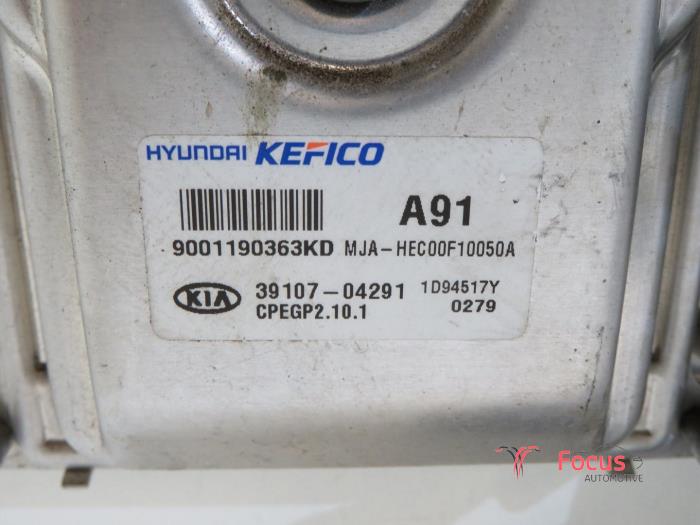 HYUNDAI KEFICO
A91
9001190363KD MJA-HEC00F10050A
KIA 39107-04291 1D94517Y
CPEGP2.10.1 0279
Focus
AUTOMOTIVE